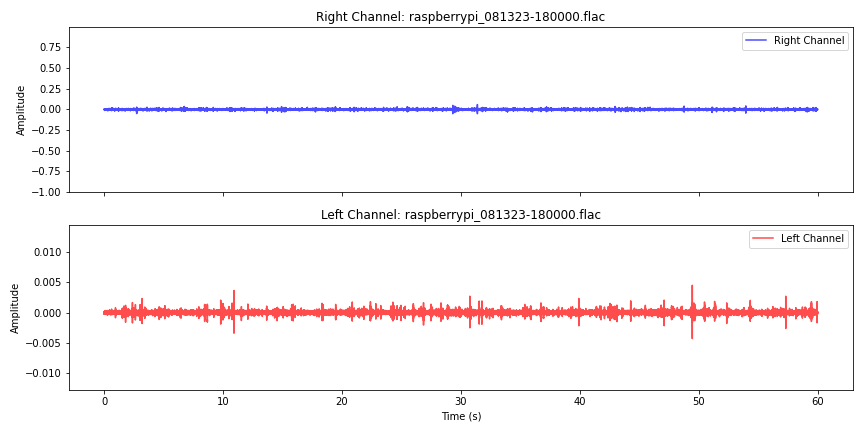 Right Channel: raspberrypi_081323-180000.flac
Right Channel
Amplitude
0.75
0.50
0.25
0.00
−0.25
−0.50
−0.75
−1.00
Left Channel: raspberrypi_081323-180000.flac
Left Channel
Amplitude
0.010
0.005
0.000
−0.005
−0.010
0 10 20 30 40 50 60
Time (s)